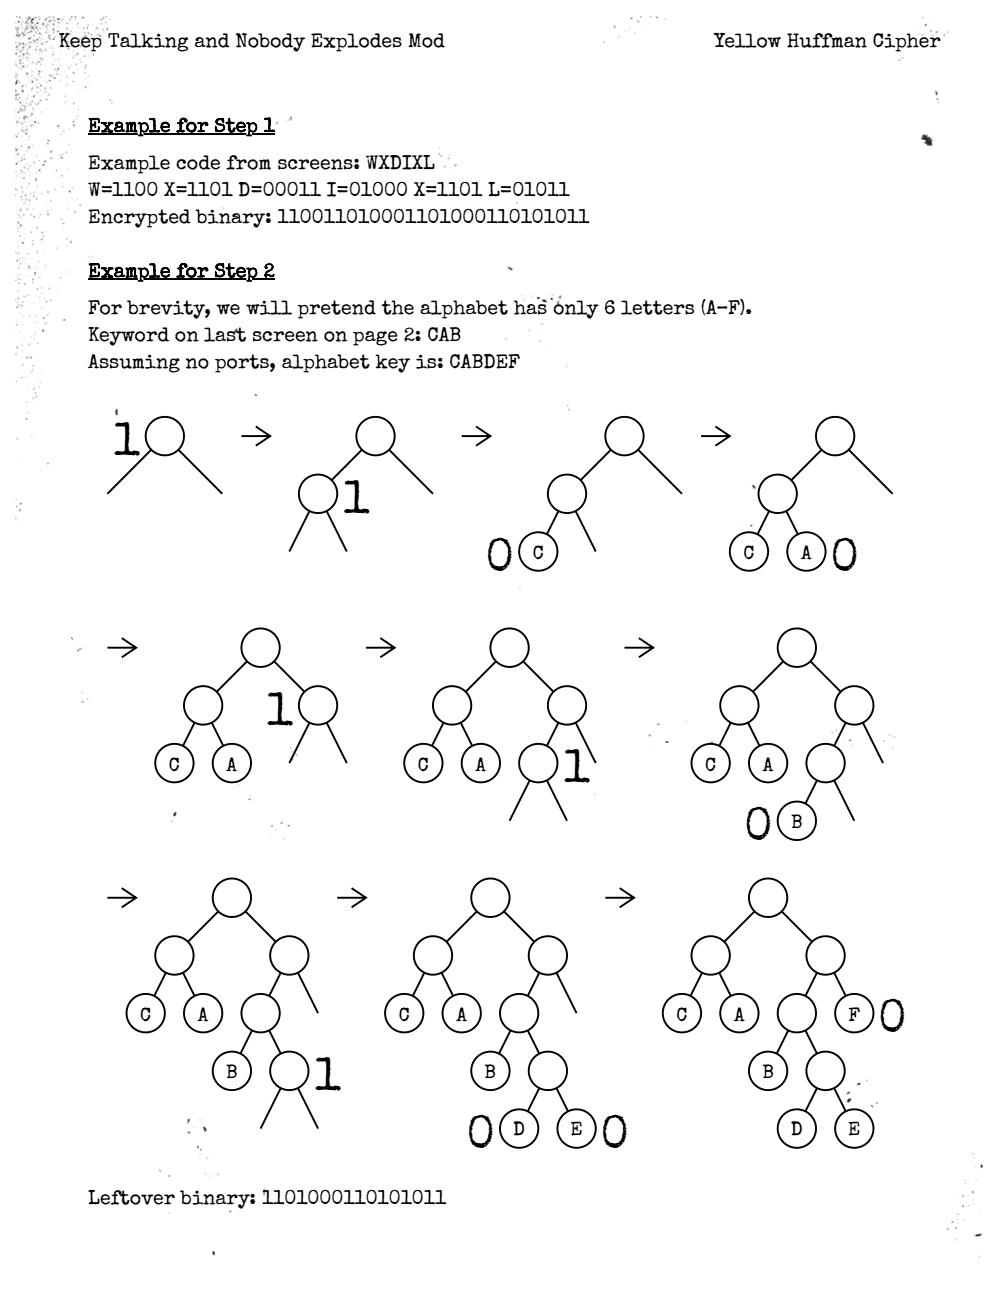 Keep Talking and Nobody Explodes Mod
Yellow Huffman Cipher
Example for Step 1
Example code from screens: WXDIXL
W=1100 X=1101 D=00011 I=01000 X=1101 L=01011
Encrypted binary: 110011010001101000110101011
Example for Step 2
For brevity, we will pretend the alphabet has only 6 letters (A-F).
Keyword on last screen on page 2: CAB
Assuming no ports, alphabet key is: CABDEF
1
1
0 C
C A 0
1
C A
C A 1
C A
0 B
C A
B 1
C A
B
0 D E 0
C A F 0
B
D E
Leftover binary: 1101000110101011